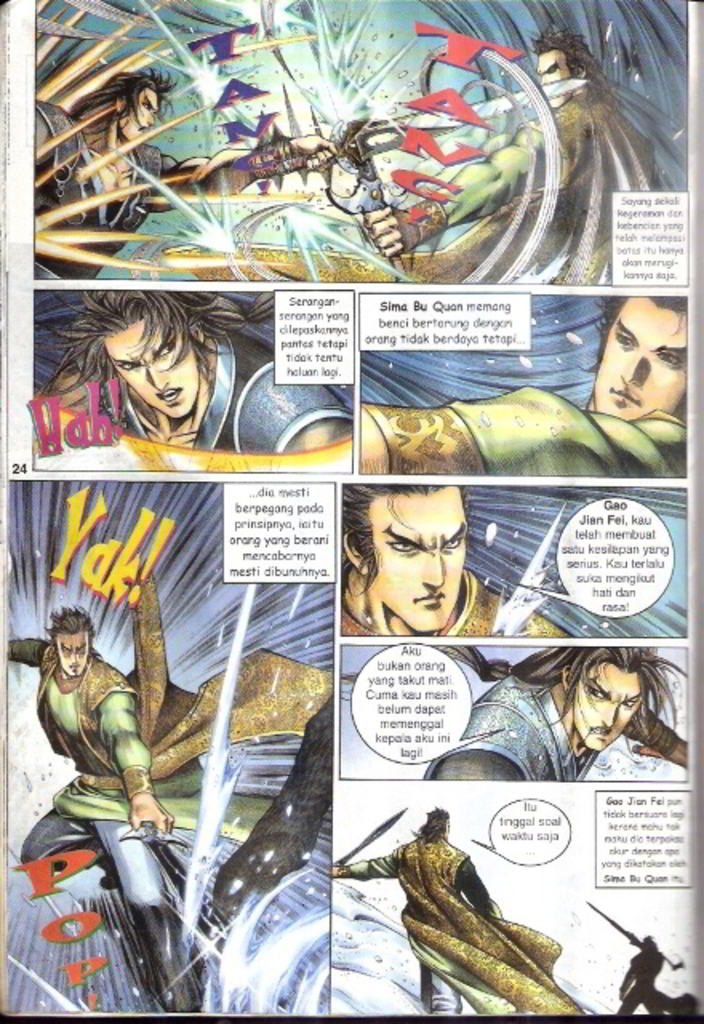 TANG
TANG
Sayang sekali
kegeraman dan
kebencian yang
telah melampaui
batas itu hanya
akan merugi-
kannya saja.
Serangan-
serangan yang
dilepaskannya
pantas tetapi
tidak tentu
haluan lagi.
Hah!
Sima Bu Quan memang
benci bertarung dengan
orang tidak berdaya tetapi...
24
Yak!
...dia mesti
berpegang pada
prinsipnya, iaitu
orang yang berani
mencabarnya
mesti dibunuhnya.
POP!
Gao
Jian Fei, kau
telah membuat
satu kesilapan yang
serius. Kau terlalu
suka mengikut
hati dan
rasa!
Aku
bukan orang
yang takut mati.
Cuma kau masih
belum dapat
memenggal
kepala aku ini
lagi!
Itu
tinggal soal
waktu saja
...
Gao Jian Fei pun
tidak bersuara lagi
kerana mahu tak
mahu dia terpaksa
akur dengan apa
yang dikatakan oleh
Sima Bu Quan itu.